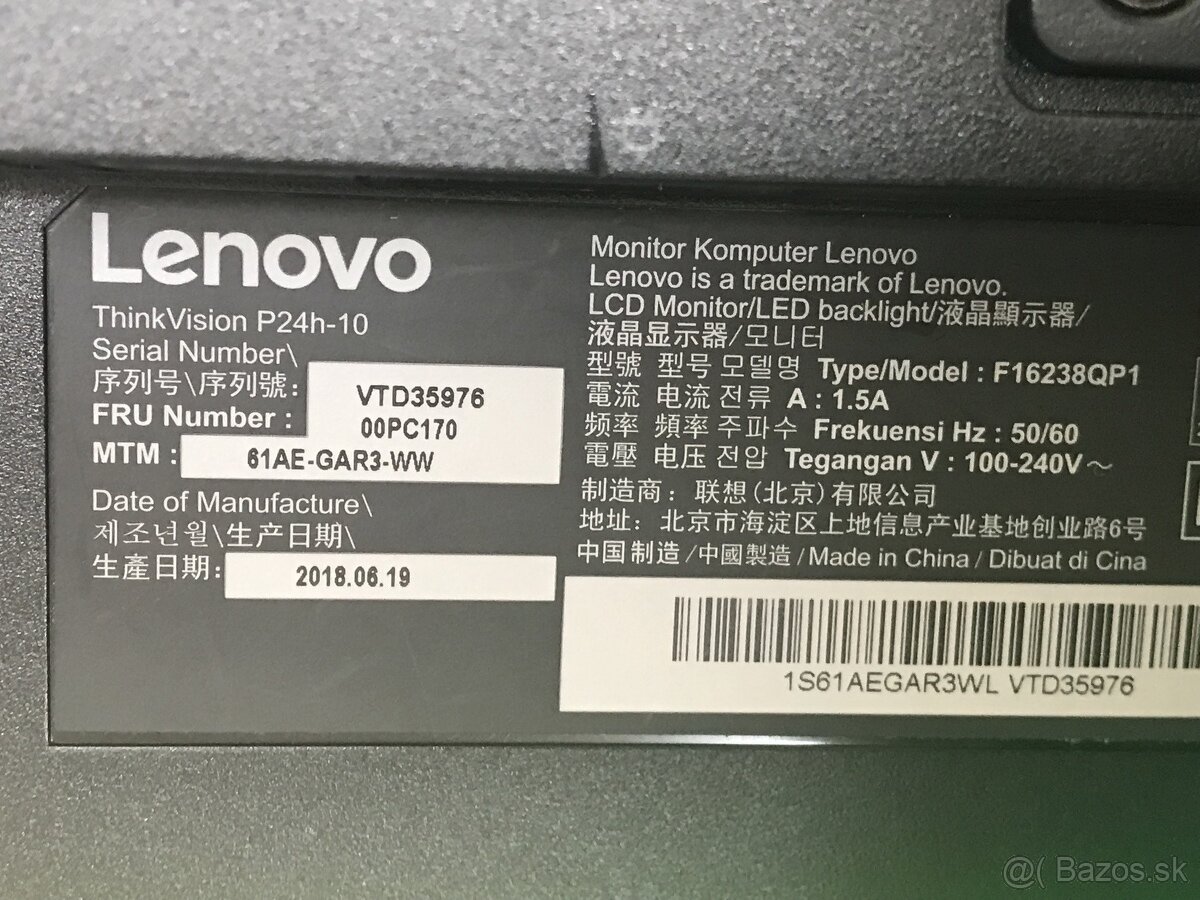 Lenovo
ThinkVision P24h-10
Serial Number\
序列号\序列號: VTD35976
FRU Number : 00PC170
MTM : 61AE-GAR3-WW
Date of Manufacture\
제조년월\生产日期\
生產日期: 2018.06.19
Monitor Komputer Lenovo
Lenovo is a trademark of Lenovo.
LCD Monitor/LED backlight/液晶顯示器/
液晶显示器/모니터
型號 型号 모델명 Type/Model : F16238QP1
電流 电流 전류 A : 1.5A
频率 頻率 주파수 Frekuensi Hz : 50/60
電壓 电压 전압 Tegangan V : 100-240V～
制造商：联想(北京)有限公司
地址：北京市海淀区上地信息产业基地创业路6号
中国制造/中國製造/Made in China / Dibuat di Cina
1S61AEGAR3WL VTD35976
@( Bazos.sk